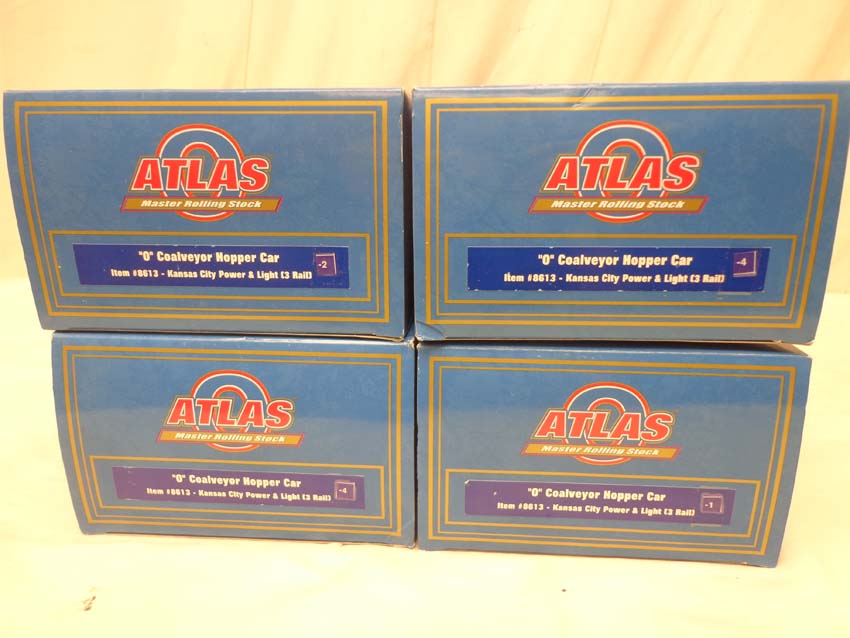 ATLAS
Master Rolling Stock
"O" Coalveyor Hopper Car
Item #8613 - Kansas City Power & Light (3 Rail)
-2
ATLAS
Master Rolling Stock
"O" Coalveyor Hopper Car
Item #8613 - Kansas City Power & Light (3 Rail)
-4
ATLAS
Master Rolling Stock
"O" Coalveyor Hopper Car
Item #8613 - Kansas City Power & Light (3 Rail)
-4
ATLAS
Master Rolling Stock
"O" Coalveyor Hopper Car
Item #8613 - Kansas City Power & Light (3 Rail)
-1